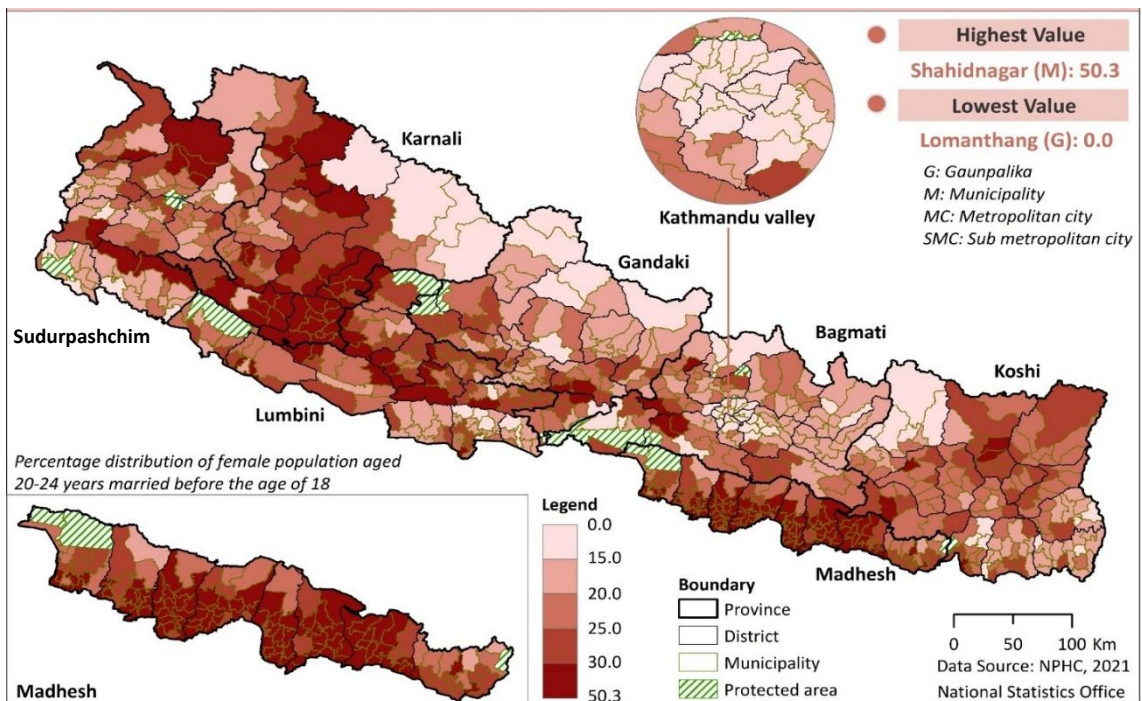 Highest Value
Shahidnagar (M): 50.3
Lowest Value
Lomanthang (G): 0.0
G: Gaunpalika
M: Municipality
MC: Metropolitan city
SMC: Sub metropolitan city
Karnali
Kathmandu valley
Gandaki
Bagmati
Koshi
Sudurpashchim
Lumbini
Madhesh
Percentage distribution of female population aged
20-24 years married before the age of 18
Madhesh
Legend
0.0
15.0
20.0
25.0
30.0
50.3
Boundary
Province
District
Municipality
Protected area
0 50 100 Km
Data Source: NPHC, 2021
National Statistics Office